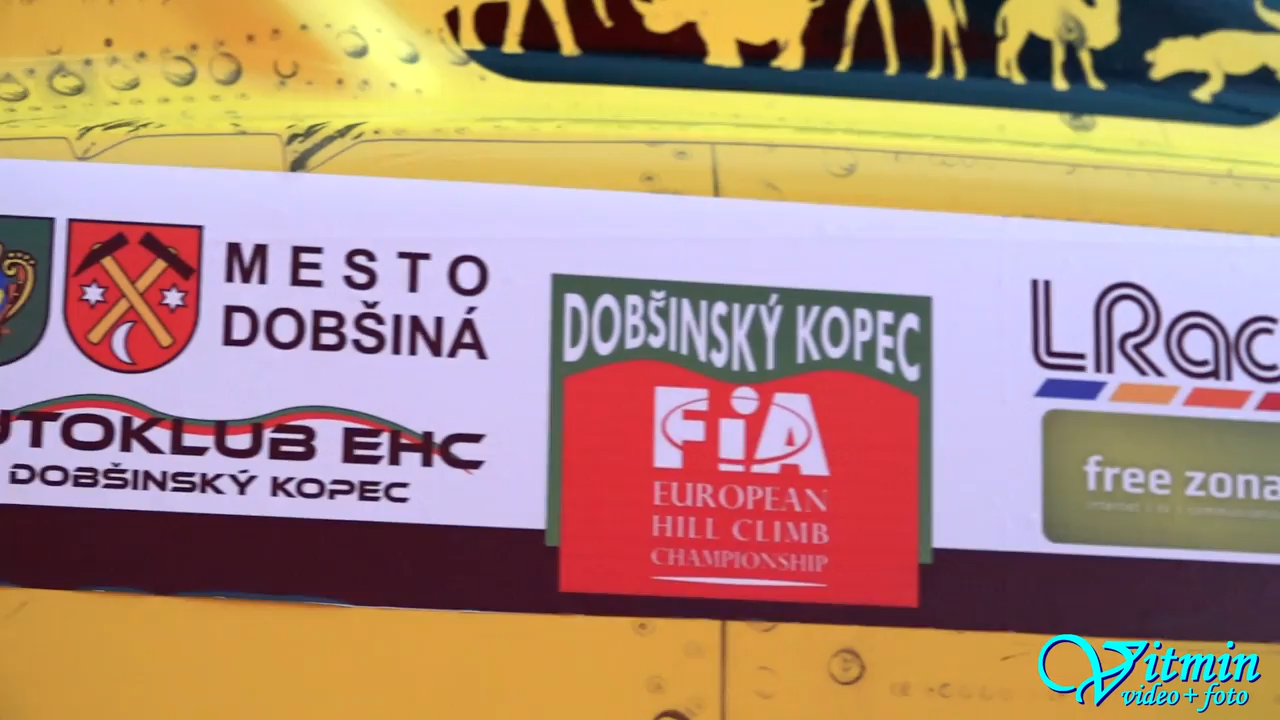 MESTO
DOBŠINÁ
UTOKLUB EHC
DOBŠINSKÝ KOPEC
DOBŠINSKÝ KOPEC
FiA
EUROPEAN
HILL CLIMB
CHAMPIONSHIP
LRac
free zona
Vitmin
video+foto